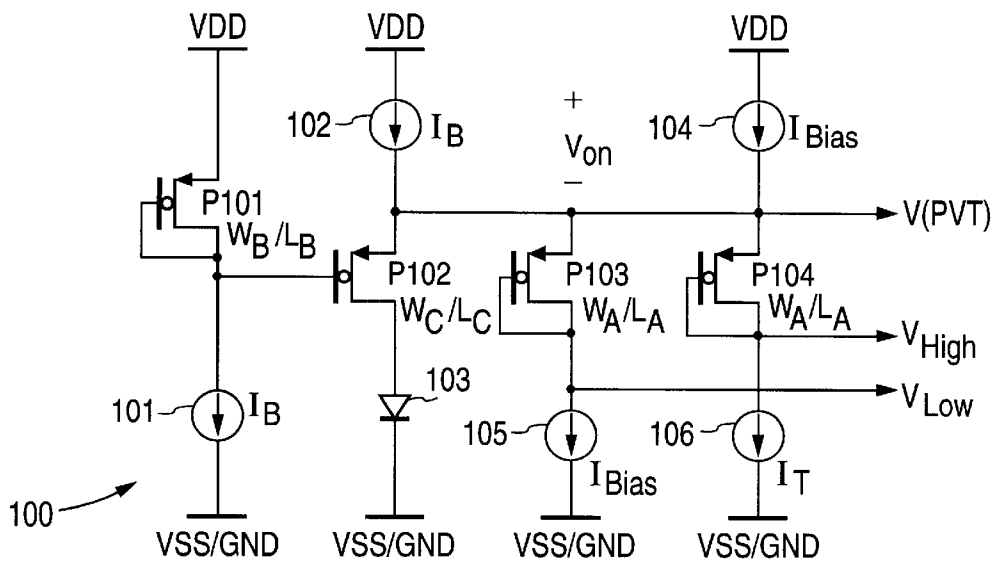 VDD
VDD
VDD
102
I_B
+
V_on
−
104
I_Bias
P101
W_B/L_B
V(PVT)
P102
W_C/L_C
P103
W_A/L_A
P104
W_A/L_A
V_High
V_Low
101
I_B
103
105
I_Bias
106
I_T
100
VSS/GND
VSS/GND
VSS/GND
VSS/GND